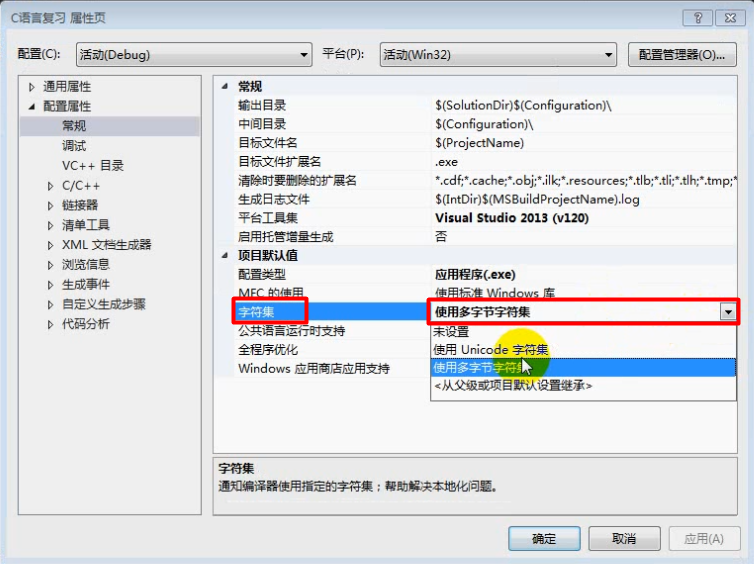 C语言复习 属性页
配置(C): 活动(Debug) 平台(P): 活动(Win32) 配置管理器(O)...
通用属性
配置属性
常规
调试
VC++ 目录
C/C++
链接器
清单工具
XML 文档生成器
浏览信息
生成事件
自定义生成步骤
代码分析
常规
输出目录 $(SolutionDir)$(Configuration)\
中间目录 $(Configuration)\
目标文件名 $(ProjectName)
目标文件扩展名 .exe
清除时要删除的扩展名 *.cdf;*.cache;*.obj;*.ilk;*.resources;*.tlb;*.tli;*.tlh;*.tmp;*
生成日志文件 $(IntDir)$(MSBuildProjectName).log
平台工具集 Visual Studio 2013 (v120)
启用托管增量生成 否
项目默认值
配置类型 应用程序(.exe)
MFC 的使用 使用标准 Windows 库
字符集 使用多字节字符集
公共语言运行时支持 未设置
全程序优化 使用 Unicode 字符集
Windows 应用商店应用支持 使用多字节字符集
<从父级或项目默认设置继承>
字符集
通知编译器使用指定的字符集；帮助解决本地化问题。
确定 取消 应用(A)